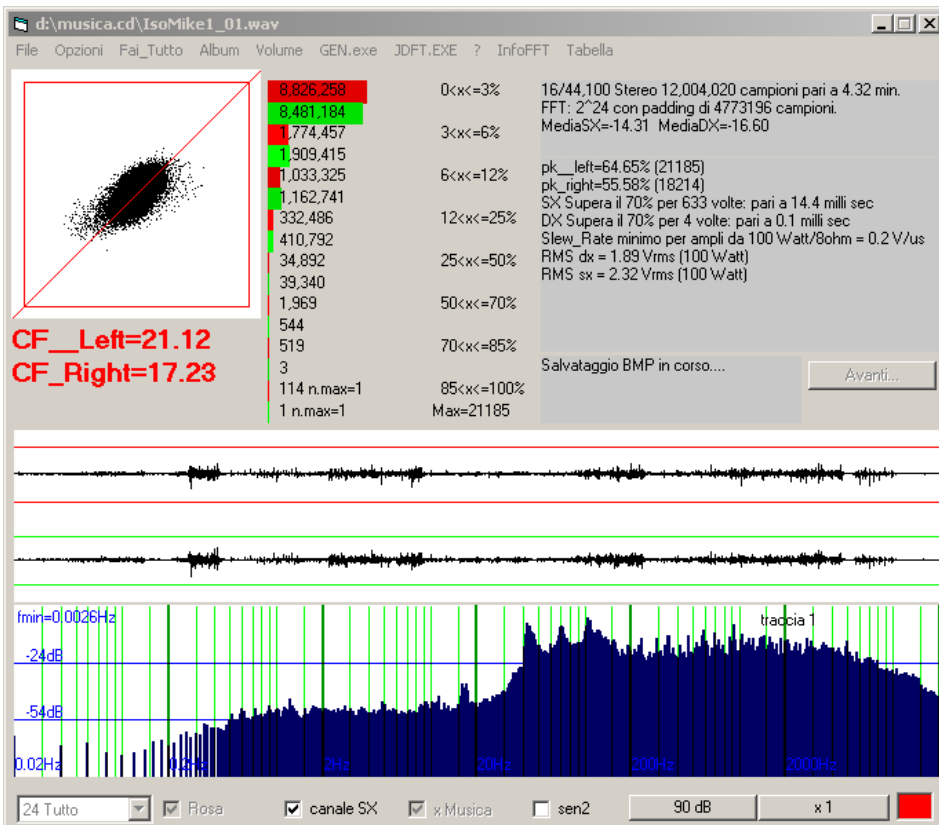 d:\musica.cd\IsoMike1_01.wav
File Opzioni Fai_Tutto Album Volume GEN.exe JDFT.EXE ? InfoFFT Tabella
8,826,258 0<x<=3%
8,481,184
1,774,457 3<x<=6%
1,909,415
1,033,325 6<x<=12%
1,162,741
332,486 12<x<=25%
410,792
34,892 25<x<=50%
39,340
1,969 50<x<=70%
544
519 70<x<=85%
3
114 n.max=1 85<x<=100%
1 n.max=1 Max=21185
CF__Left=21.12
CF_Right=17.23
16/44,100 Stereo 12,004,020 campioni pari a 4.32 min.
FFT: 2^24 con padding di 4773196 campioni.
MediaSX=-14.31 MediaDX=-16.60
pk__left=64.65% (21185)
pk_right=55.58% (18214)
SX Supera il 70% per 633 volte: pari a 14.4 milli sec
DX Supera il 70% per 4 volte: pari a 0.1 milli sec
Slew_Rate minimo per ampli da 100 Watt/8ohm = 0.2 V/us
RMS dx = 1.89 Vrms (100 Watt)
RMS sx = 2.32 Vrms (100 Watt)
Salvataggio BMP in corso....
Avanti...
fmin=0.0026Hz
traccia 1
-24dB
-54dB
0.02Hz 0.2Hz 2Hz 20Hz 200Hz 2000Hz
24 Tutto Rosa canale SX x Musica sen2 90 dB x 1